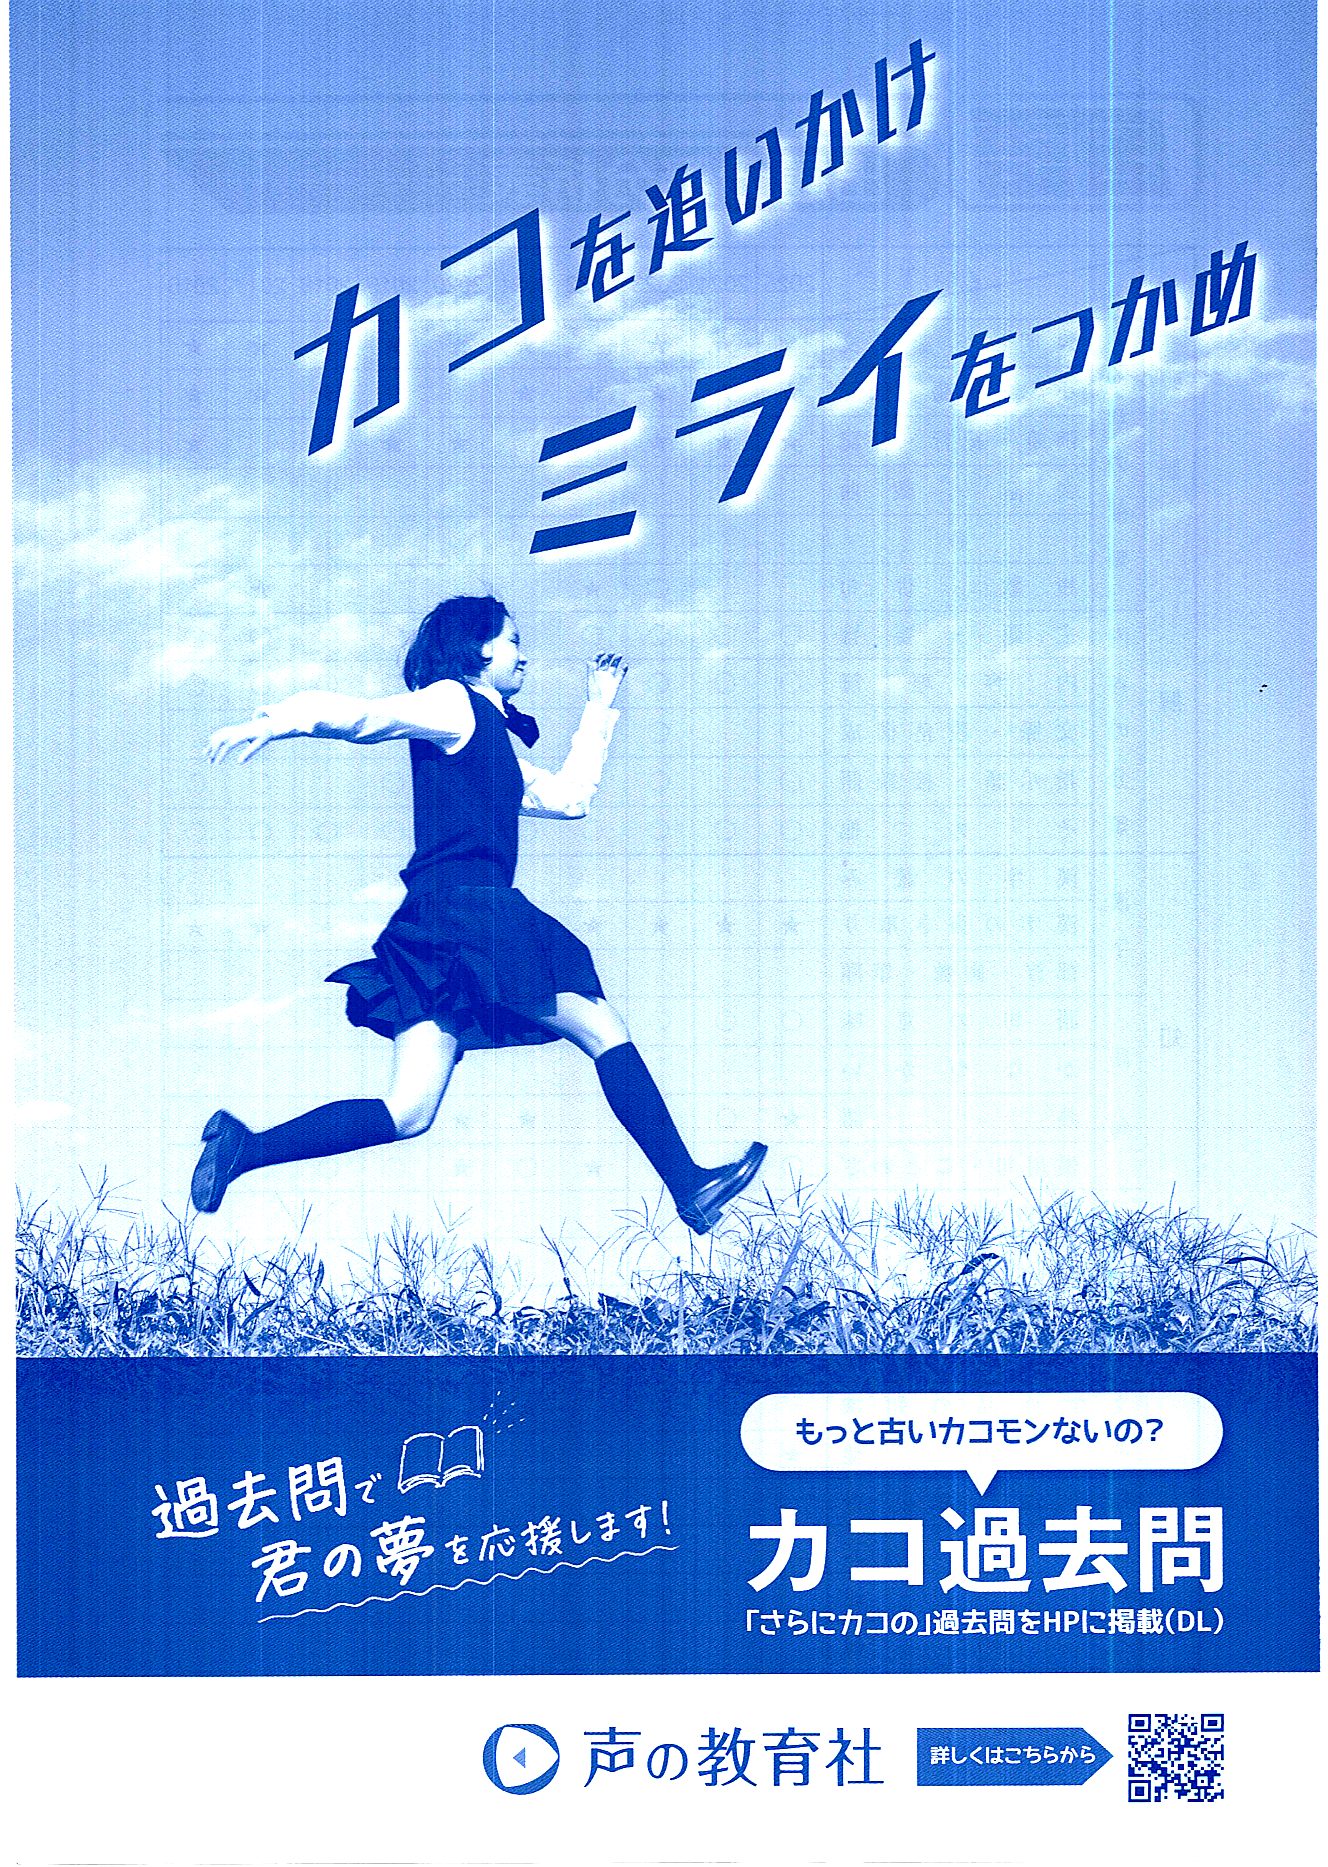 カコを追いかけ
ミライをつかめ
過去問で
君の夢を応援します!
もっと古いカコモンないの?
カコ過去問
「さらにカコの」過去問をHPに掲載(DL)
声の教育社
詳しくはこちらから